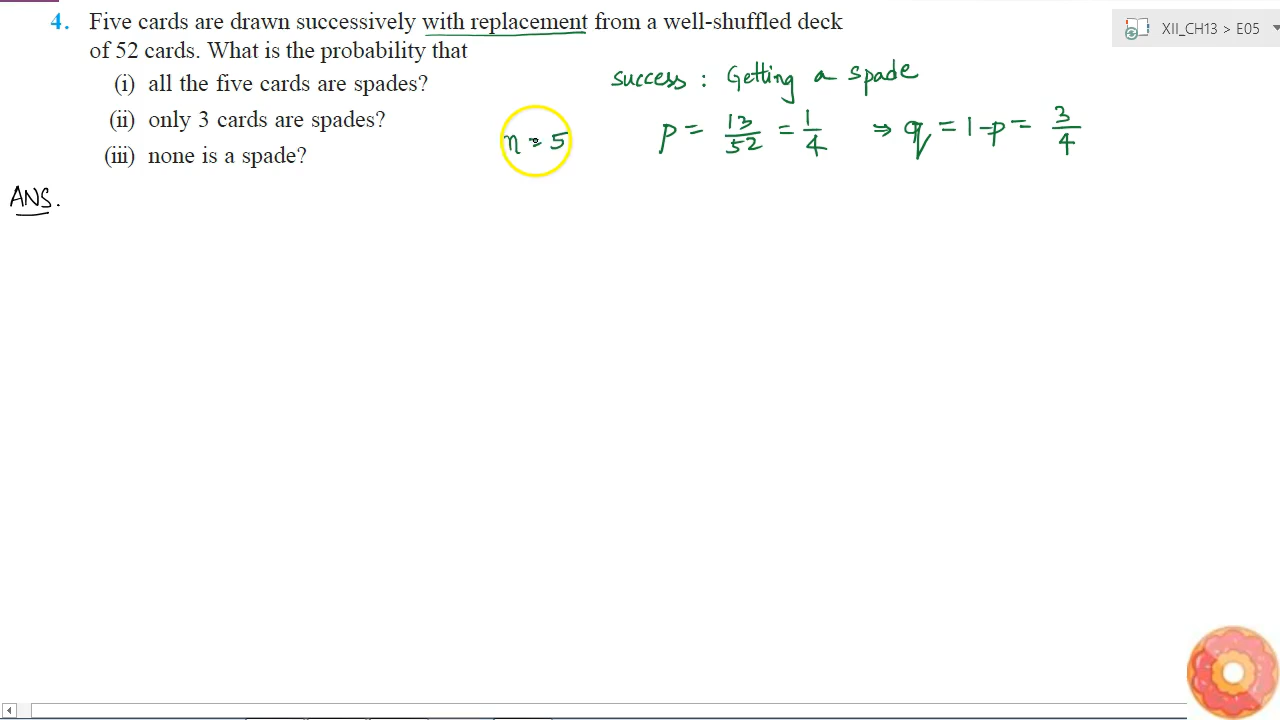 4. Five cards are drawn successively with replacement from a well-shuffled deck
of 52 cards. What is the probability that
(i) all the five cards are spades?
(ii) only 3 cards are spades?
(iii) none is a spade?
XII_CH13 > E05
success : Getting a spade
n = 5
p = 13/52 = 1/4 ⇒ q = 1-p = 3/4
ANS.